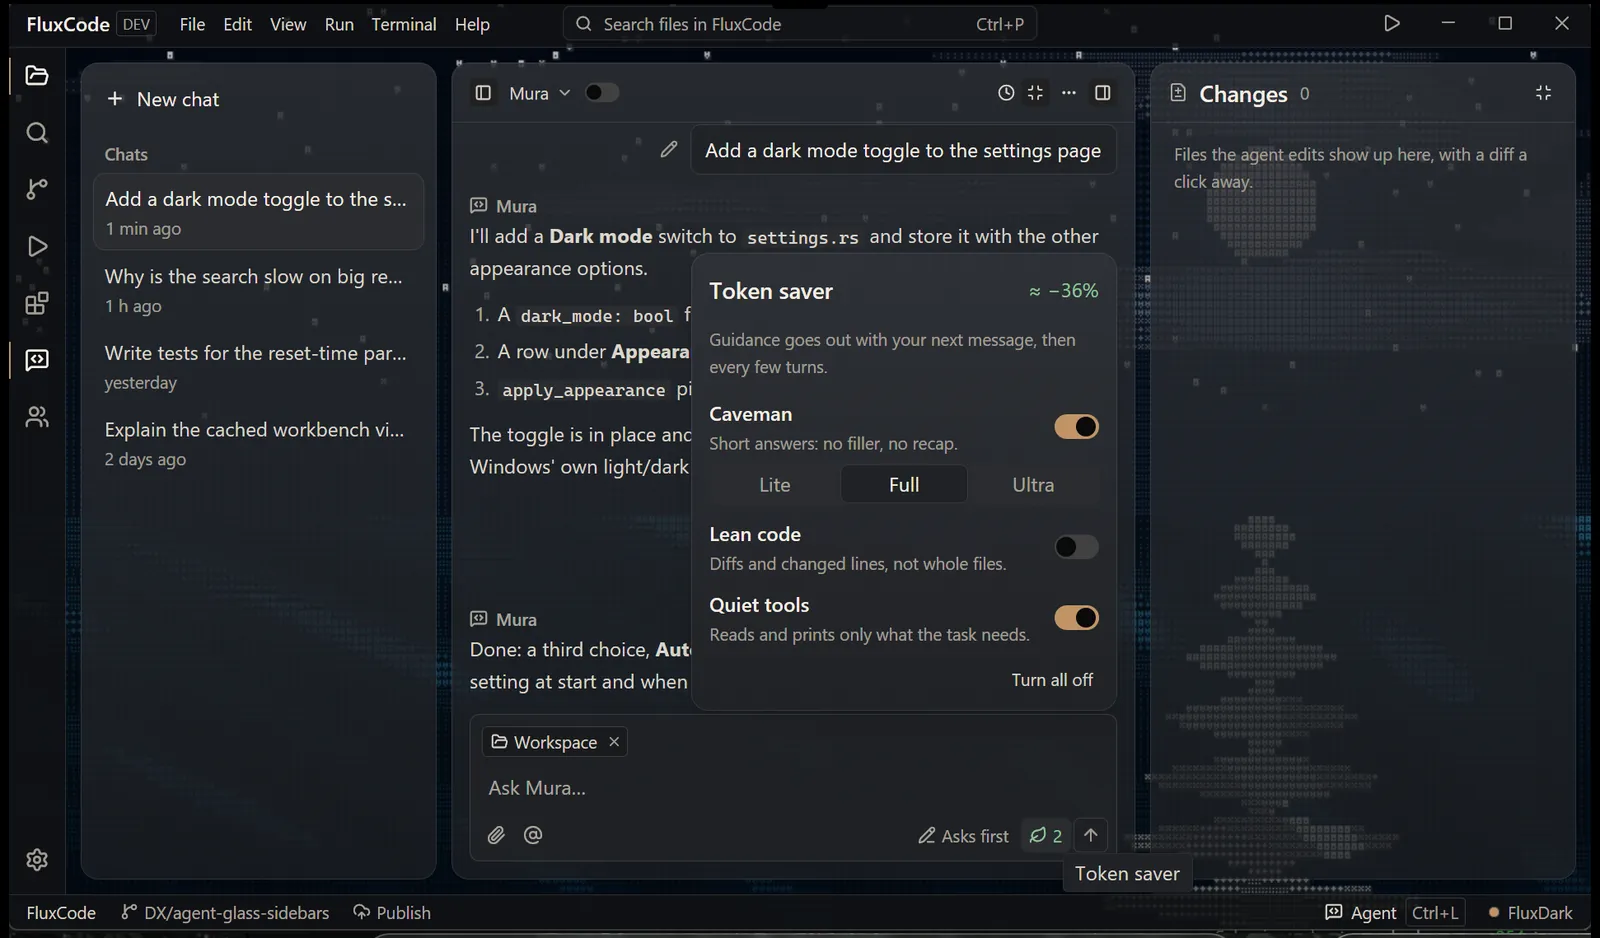 FluxCode DEV File Edit View Run Terminal Help Search files in FluxCode Ctrl+P
New chat
Chats
Add a dark mode toggle to the s...
1 min ago
Why is the search slow on big re...
1 h ago
Write tests for the reset-time par...
yesterday
Explain the cached workbench vi...
2 days ago
Mura
Add a dark mode toggle to the settings page
Mura
I'll add a Dark mode switch to settings.rs and store it with the other
appearance options.
1. A dark_mode: bool f
2. A row under Appeara
3. apply_appearance pi
The toggle is in place and
Windows' own light/dark
Mura
Done: a third choice, Auto
setting at start and when
Token saver ≈ −36%
Guidance goes out with your next message, then
every few turns.
Caveman
Short answers: no filler, no recap.
Lite Full Ultra
Lean code
Diffs and changed lines, not whole files.
Quiet tools
Reads and prints only what the task needs.
Turn all off
Workspace ×
Ask Mura...
Asks first 2
Token saver
Changes 0
Files the agent edits show up here, with a diff a
click away.
FluxCode DX/agent-glass-sidebars Publish Agent Ctrl+L FluxDark